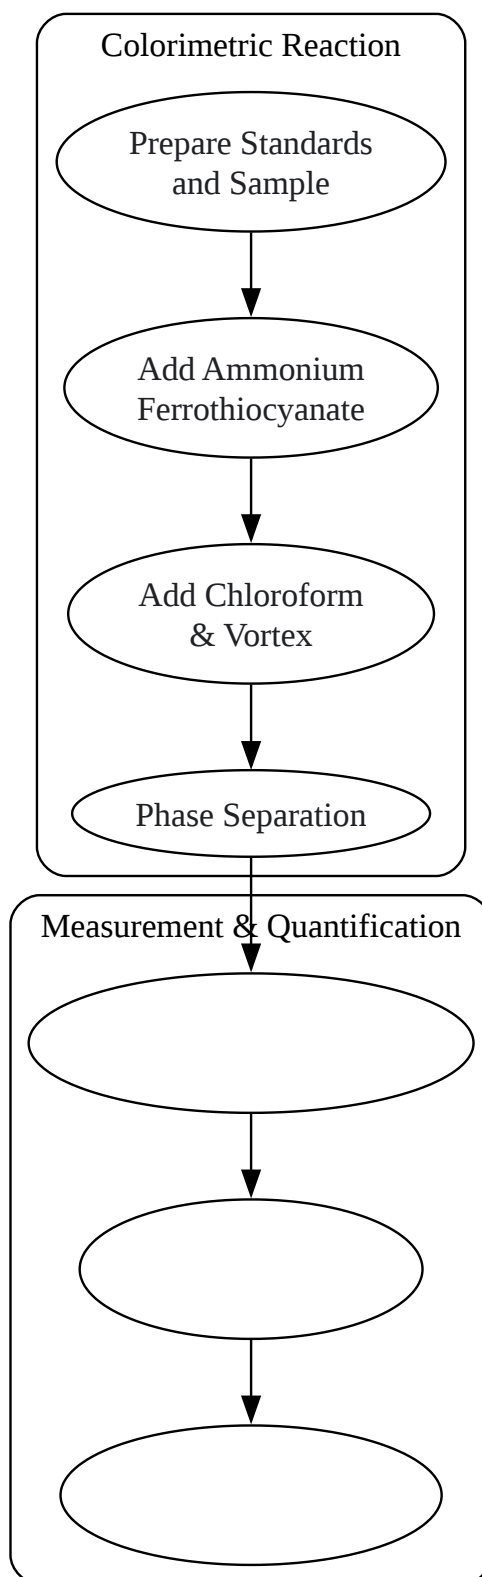 Colorimetric Reaction
Prepare Standards
and Sample
Add Ammonium
Ferrothiocyanate
Add Chloroform
& Vortex
Phase Separation
Measurement & Quantification